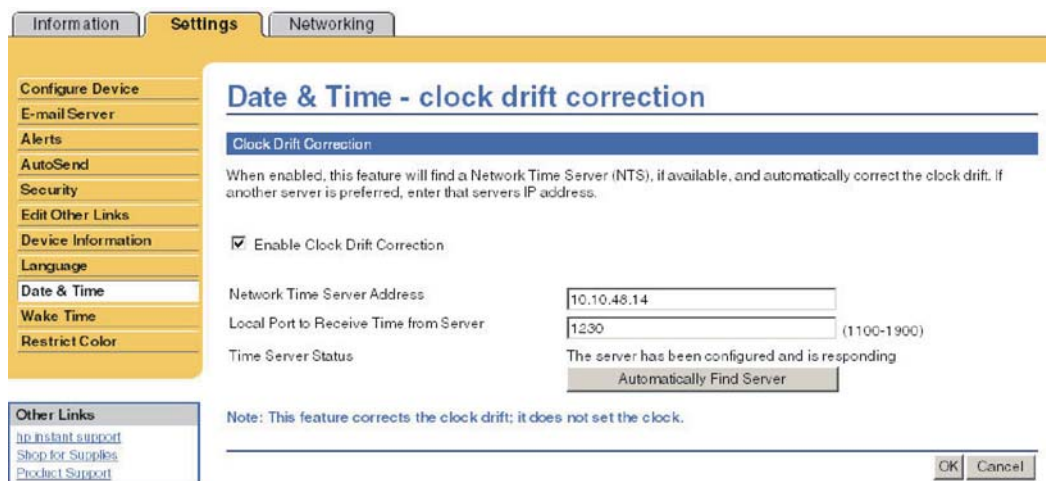 Information Settings Networking
Configure Device
E-mail Server
Alerts
AutoSend
Security
Edit Other Links
Device Information
Language
Date & Time
Wake Time
Restrict Color
Other Links
hp instant support
Shop for Supplies
Product Support
Date & Time - clock drift correction
Clock Drift Correction
When enabled, this feature will find a Network Time Server (NTS), if available, and automatically correct the clock drift. If
another server is preferred, enter that servers IP address.
Enable Clock Drift Correction
Network Time Server Address 10.10.48.14
Local Port to Receive Time from Server 1230 (1100-1900)
Time Server Status The server has been configured and is responding
Automatically Find Server
Note: This feature corrects the clock drift; it does not set the clock.
OK Cancel